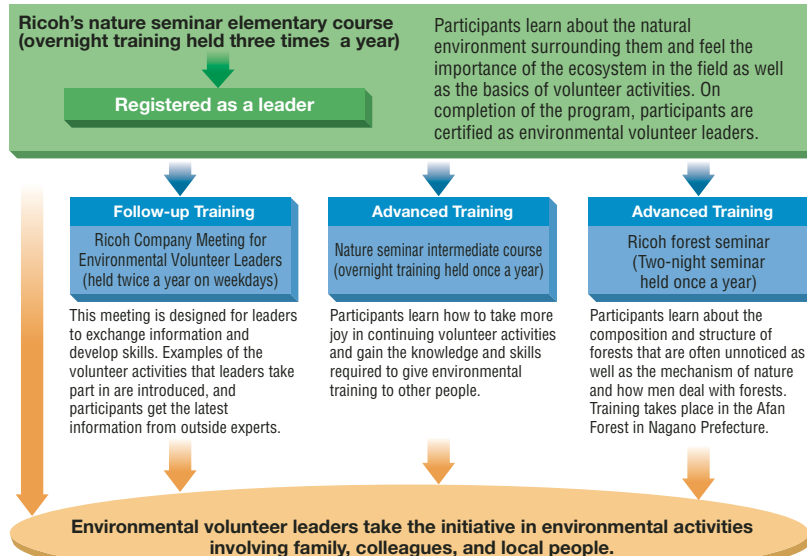 Ricoh's nature seminar elementary course
(overnight training held three times a year)
Registered as a leader
Participants learn about the natural
environment surrounding them and feel the
importance of the ecosystem in the field as well
as the basics of volunteer activities. On
completion of the program, participants are
certified as environmental volunteer leaders.
Follow-up Training
Ricoh Company Meeting for
Environmental Volunteer Leaders
(held twice a year on weekdays)
This meeting is designed for leaders
to exchange information and
develop skills. Examples of the
volunteer activities that leaders take
part in are introduced, and
participants get the latest
information from outside experts.
Advanced Training
Nature seminar intermediate course
(overnight training held once a year)
Participants learn how to take more
joy in continuing volunteer activities
and gain the knowledge and skills
required to give environmental
training to other people.
Advanced Training
Ricoh forest seminar
(Two-night seminar
held once a year)
Participants learn about the
composition and structure of
forests that are often unnoticed as
well as the mechanism of nature
and how men deal with forests.
Training takes place in the Afan
Forest in Nagano Prefecture.
Environmental volunteer leaders take the initiative in environmental activities
involving family, colleagues, and local people.